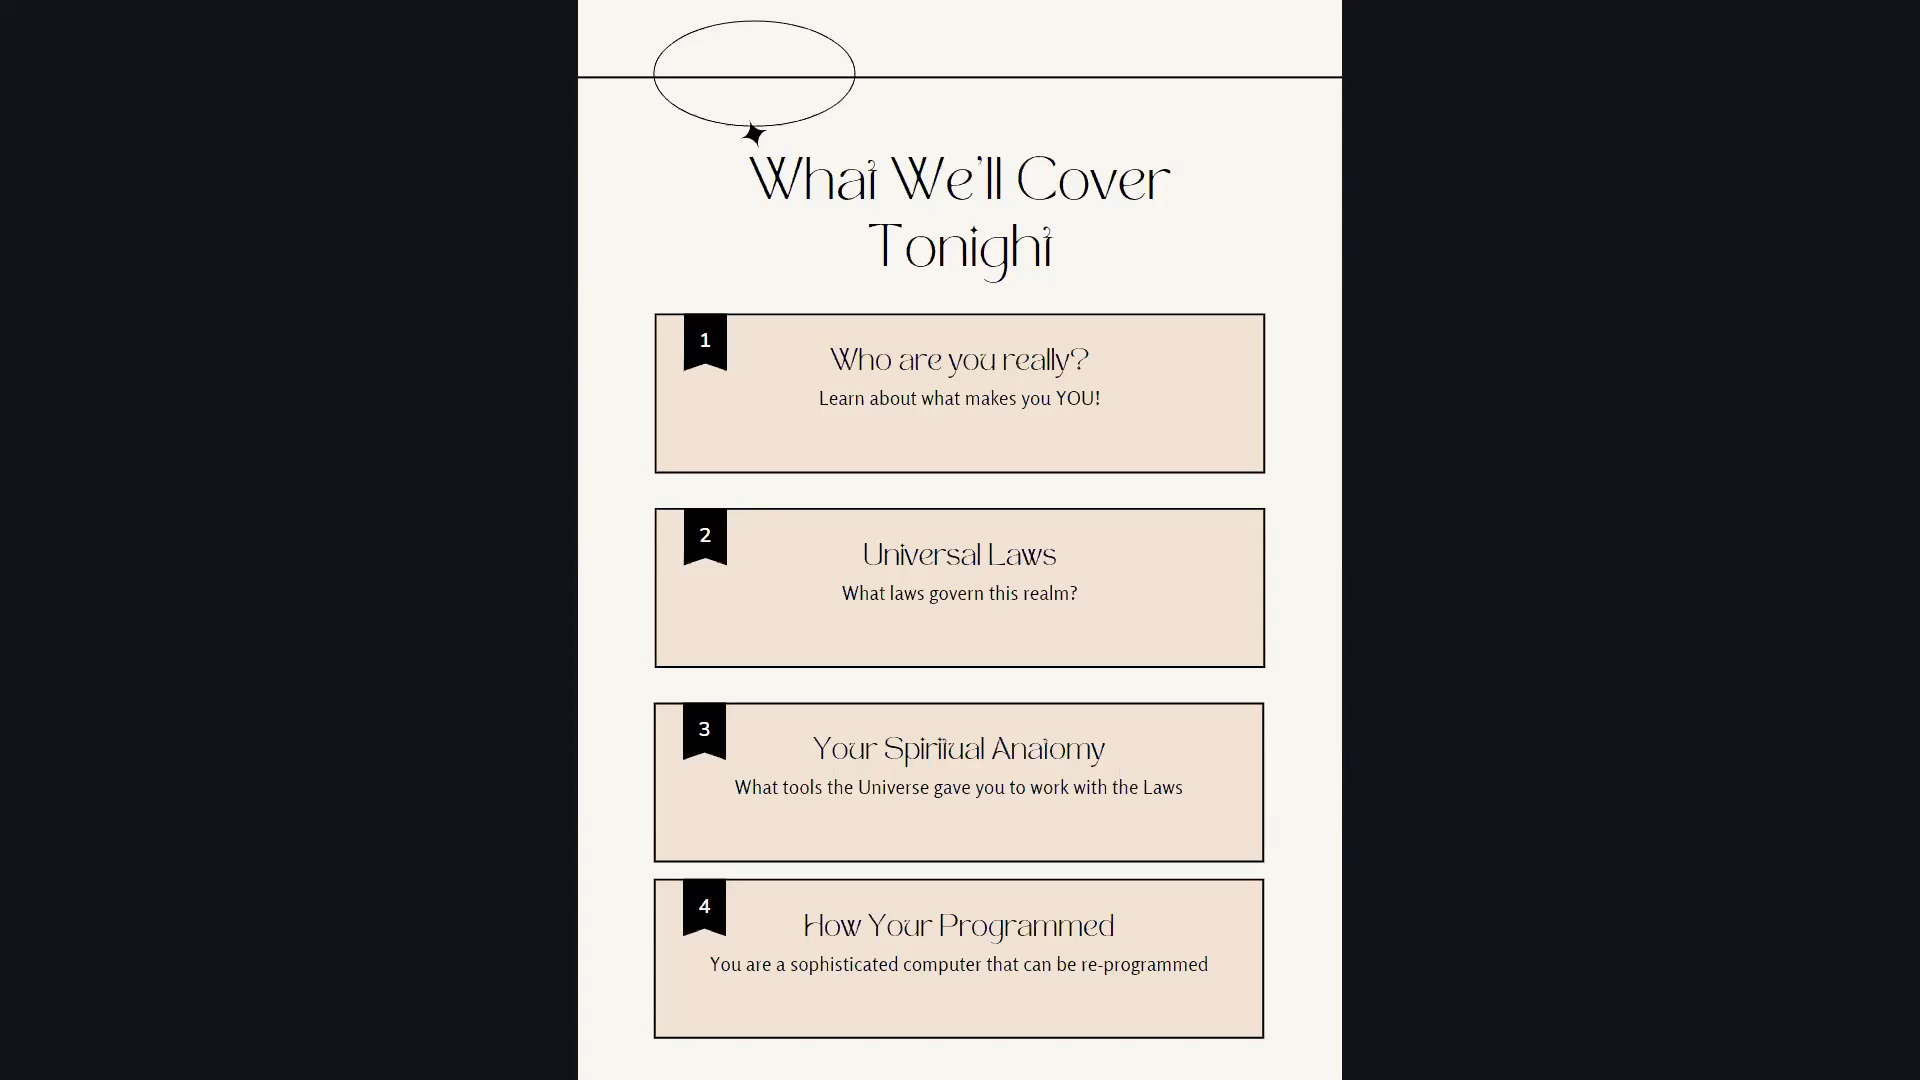 What We'll Cover
Tonight
1
Who are you really?
Learn about what makes you YOU!
2
Universal Laws
What laws govern this realm?
3
Your Spiritual Anatomy
What tools the Universe gave you to work with the Laws
4
How Your Programmed
You are a sophisticated computer that can be re-programmed